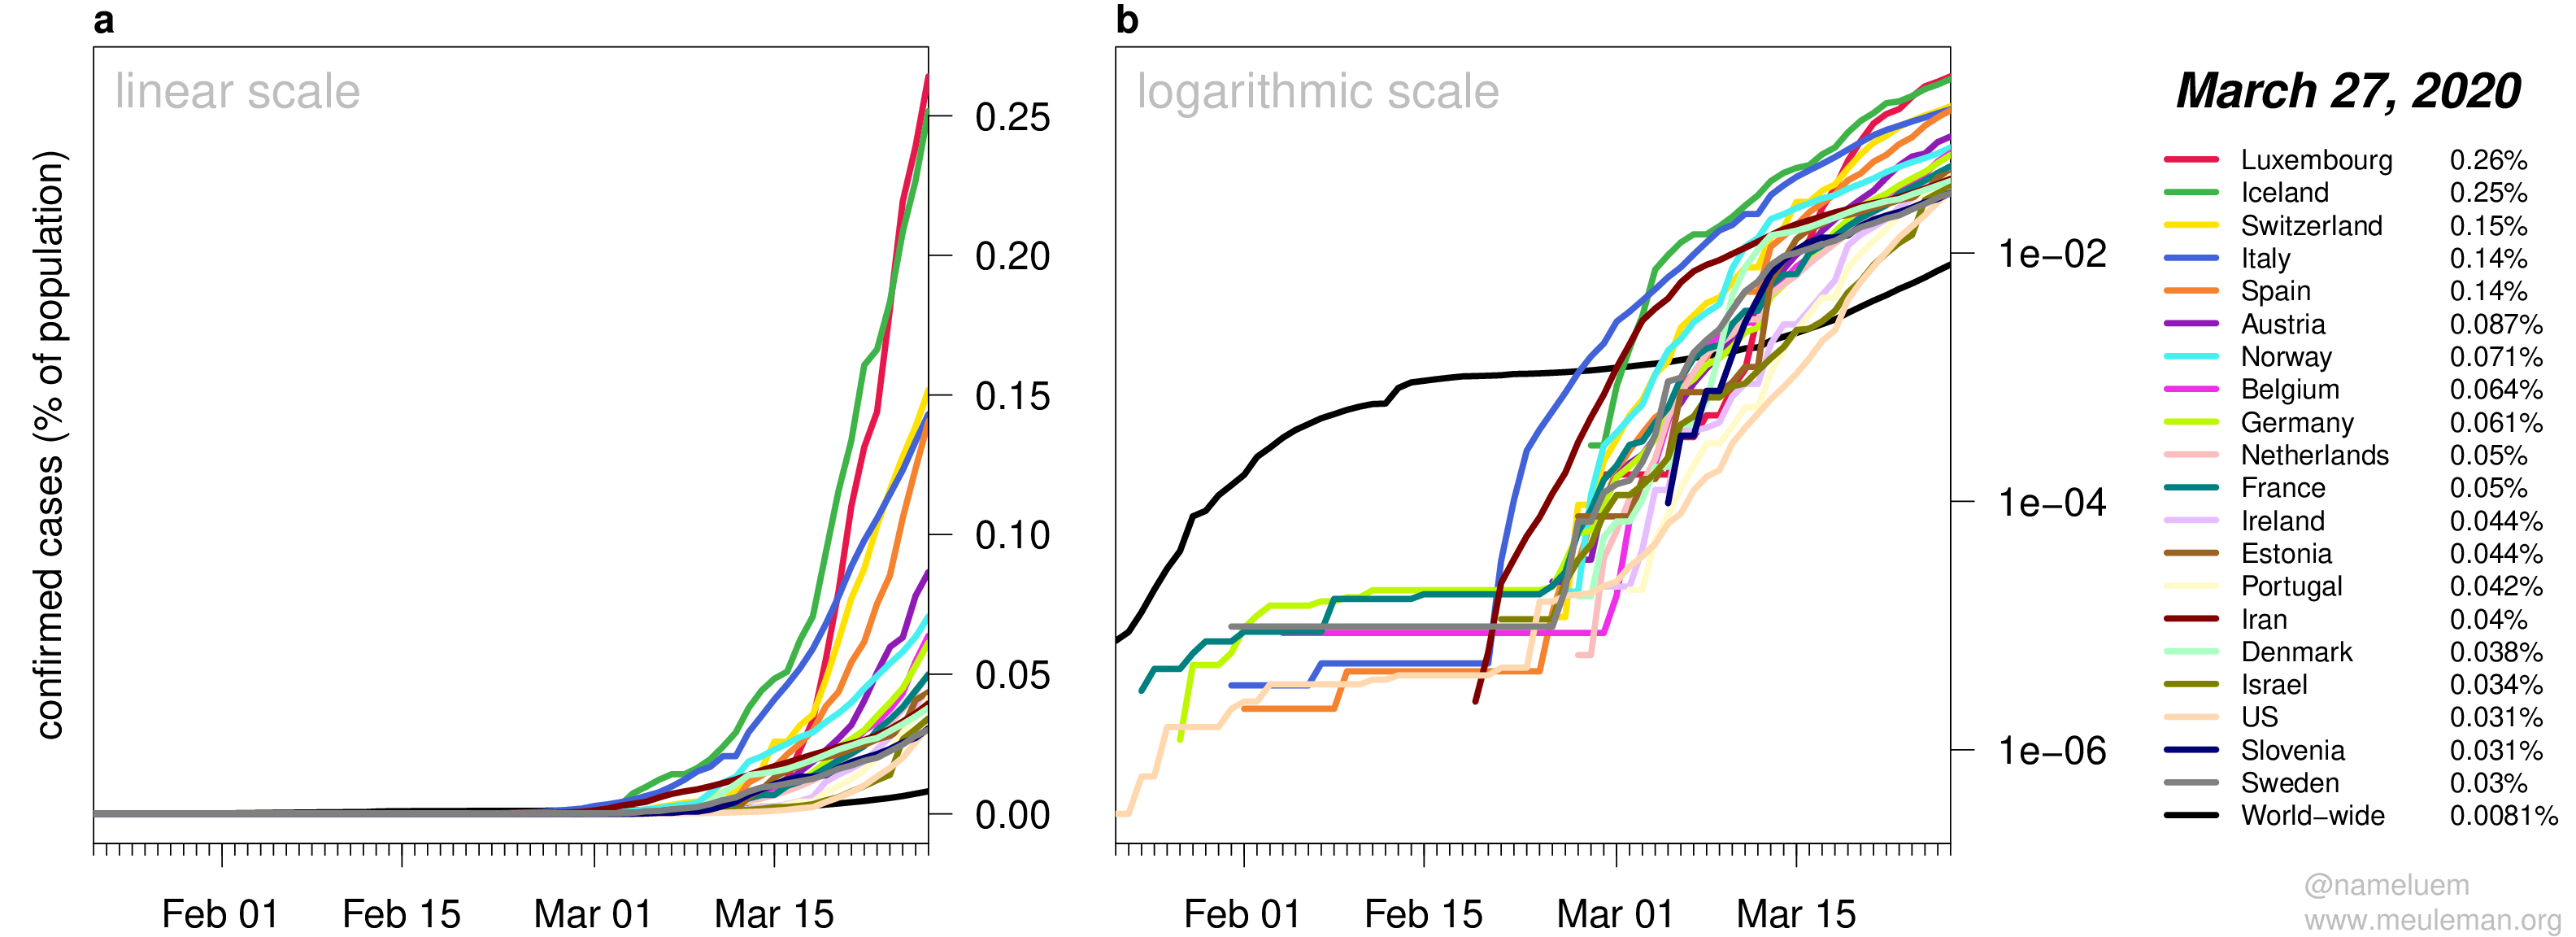 a
linear scale
confirmed cases (% of population)
0.25
0.20
0.15
0.10
0.05
0.00
Feb 01 Feb 15 Mar 01 Mar 15
b
logarithmic scale
1e−02
1e−04
1e−06
Feb 01 Feb 15 Mar 01 Mar 15
March 27, 2020
Luxembourg 0.26%
Iceland 0.25%
Switzerland 0.15%
Italy 0.14%
Spain 0.14%
Austria 0.087%
Norway 0.071%
Belgium 0.064%
Germany 0.061%
Netherlands 0.05%
France 0.05%
Ireland 0.044%
Estonia 0.044%
Portugal 0.042%
Iran 0.04%
Denmark 0.038%
Israel 0.034%
US 0.031%
Slovenia 0.031%
Sweden 0.03%
World−wide 0.0081%
@nameluem
www.meuleman.org